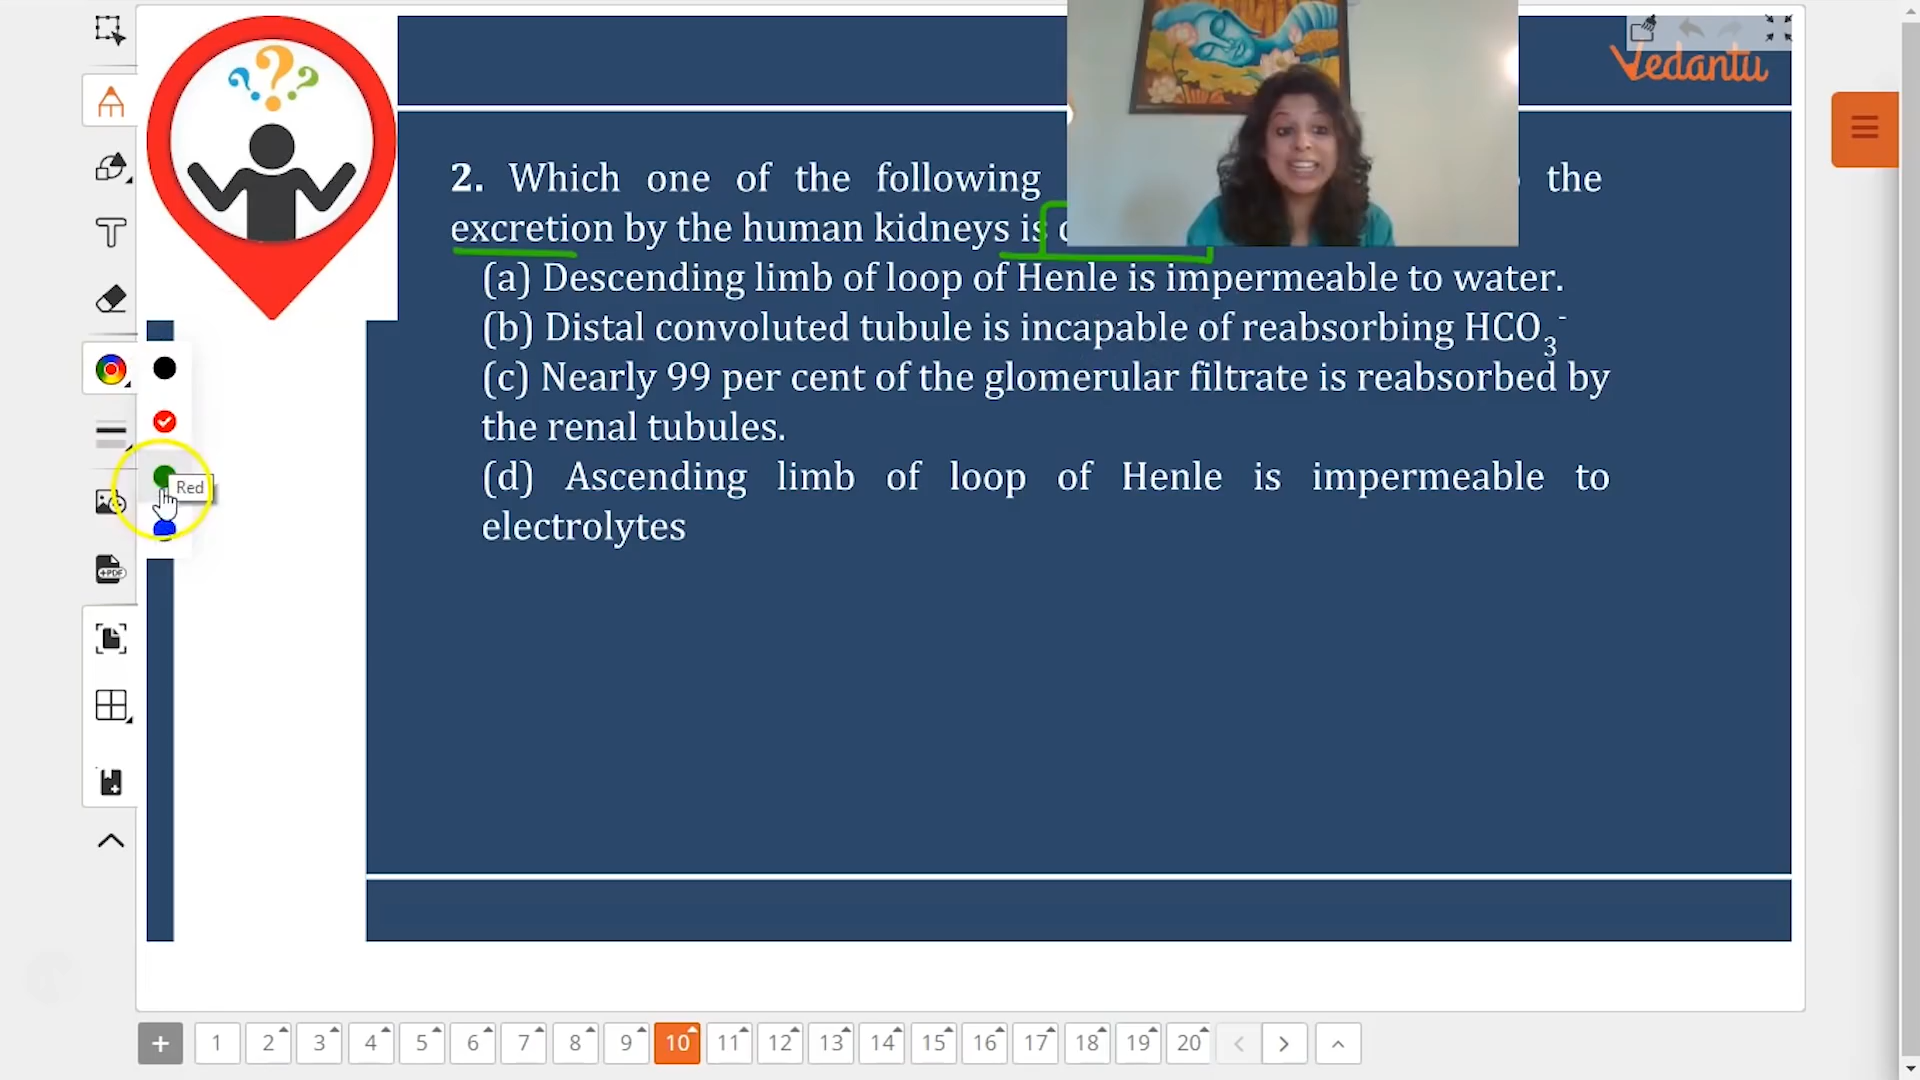 Vedantu
2. Which one of the following the
excretion by the human kidneys is
(a) Descending limb of loop of Henle is impermeable to water.
(b) Distal convoluted tubule is incapable of reabsorbing HCO3-
(c) Nearly 99 per cent of the glomerular filtrate is reabsorbed by
the renal tubules.
(d) Ascending limb of loop of Henle is impermeable to
electrolytes
Red
+PDF
+ 1 2 3 4 5 6 7 8 9 10 11 12 13 14 15 16 17 18 19 20